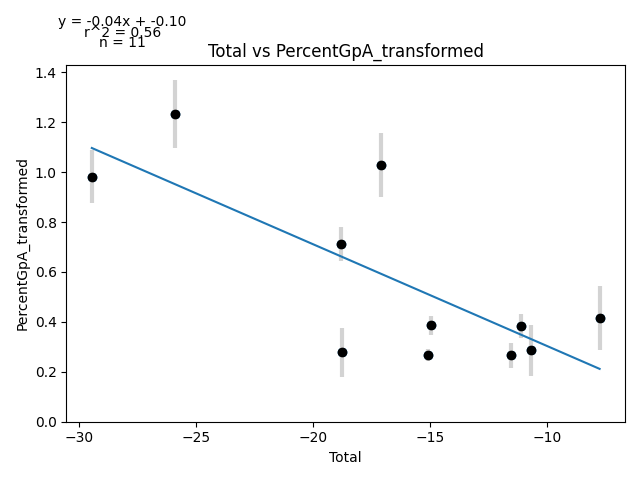 y = -0.04x + -0.10
r^2 = 0.56
n = 11
Total vs PercentGpA_transformed
PercentGpA_transformed
1.4
1.2
1.0
0.8
0.6
0.4
0.2
0.0
−30
−25
−20
−15
−10
Total